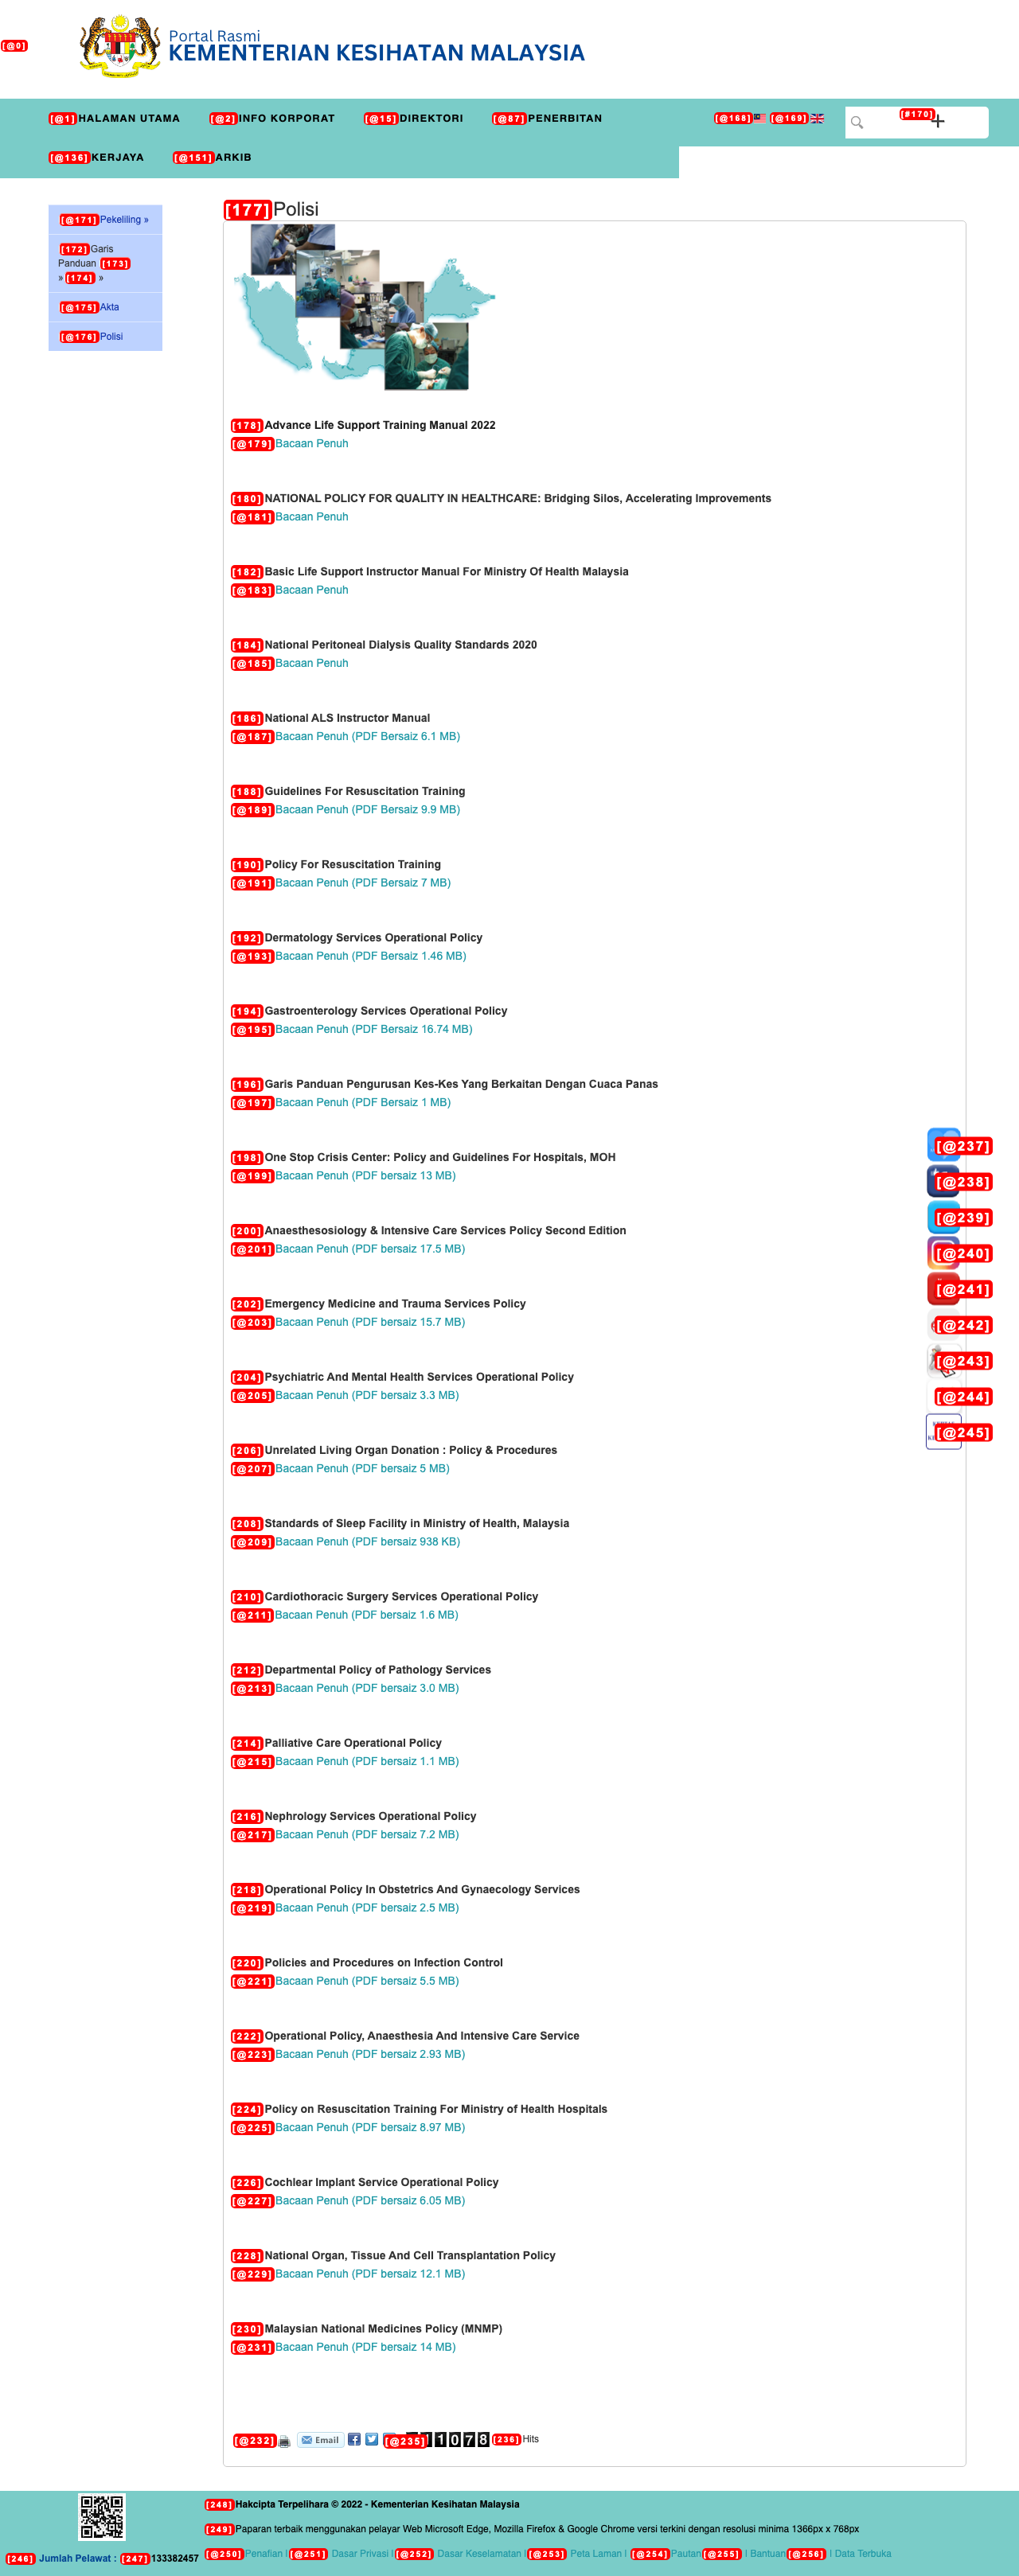 [@0]
Portal Rasmi
KEMENTERIAN KESIHATAN MALAYSIA
[@1]HALAMAN UTAMA [@2]INFO KORPORAT [@15]DIREKTORI [@87]PENERBITAN [@168] [@169] [#170]
[@136]KERJAYA [@151]ARKIB
[@171]Pekeliling »
[172]Garis
Panduan [173]
» [174] »
[@175]Akta
[@176]Polisi
[177]Polisi
[178]Advance Life Support Training Manual 2022
[@179]Bacaan Penuh
[180]NATIONAL POLICY FOR QUALITY IN HEALTHCARE: Bridging Silos, Accelerating Improvements
[@181]Bacaan Penuh
[182]Basic Life Support Instructor Manual For Ministry Of Health Malaysia
[@183]Bacaan Penuh
[184]National Peritoneal Dialysis Quality Standards 2020
[@185]Bacaan Penuh
[186]National ALS Instructor Manual
[@187]Bacaan Penuh (PDF Bersaiz 6.1 MB)
[188]Guidelines For Resuscitation Training
[@189]Bacaan Penuh (PDF Bersaiz 9.9 MB)
[190]Policy For Resuscitation Training
[@191]Bacaan Penuh (PDF Bersaiz 7 MB)
[192]Dermatology Services Operational Policy
[@193]Bacaan Penuh (PDF Bersaiz 1.46 MB)
[194]Gastroenterology Services Operational Policy
[@195]Bacaan Penuh (PDF Bersaiz 16.74 MB)
[196]Garis Panduan Pengurusan Kes-Kes Yang Berkaitan Dengan Cuaca Panas
[@197]Bacaan Penuh (PDF Bersaiz 1 MB)
[198]One Stop Crisis Center: Policy and Guidelines For Hospitals, MOH
[@199]Bacaan Penuh (PDF bersaiz 13 MB)
[200]Anaesthesosiology & Intensive Care Services Policy Second Edition
[@201]Bacaan Penuh (PDF bersaiz 17.5 MB)
[202]Emergency Medicine and Trauma Services Policy
[@203]Bacaan Penuh (PDF bersaiz 15.7 MB)
[204]Psychiatric And Mental Health Services Operational Policy
[@205]Bacaan Penuh (PDF bersaiz 3.3 MB)
[206]Unrelated Living Organ Donation : Policy & Procedures
[@207]Bacaan Penuh (PDF bersaiz 5 MB)
[208]Standards of Sleep Facility in Ministry of Health, Malaysia
[@209]Bacaan Penuh (PDF bersaiz 938 KB)
[210]Cardiothoracic Surgery Services Operational Policy
[@211]Bacaan Penuh (PDF bersaiz 1.6 MB)
[212]Departmental Policy of Pathology Services
[@213]Bacaan Penuh (PDF bersaiz 3.0 MB)
[214]Palliative Care Operational Policy
[@215]Bacaan Penuh (PDF bersaiz 1.1 MB)
[216]Nephrology Services Operational Policy
[@217]Bacaan Penuh (PDF bersaiz 7.2 MB)
[218]Operational Policy In Obstetrics And Gynaecology Services
[@219]Bacaan Penuh (PDF bersaiz 2.5 MB)
[220]Policies and Procedures on Infection Control
[@221]Bacaan Penuh (PDF bersaiz 5.5 MB)
[222]Operational Policy, Anaesthesia And Intensive Care Service
[@223]Bacaan Penuh (PDF bersaiz 2.93 MB)
[224]Policy on Resuscitation Training For Ministry of Health Hospitals
[@225]Bacaan Penuh (PDF bersaiz 8.97 MB)
[226]Cochlear Implant Service Operational Policy
[@227]Bacaan Penuh (PDF bersaiz 6.05 MB)
[228]National Organ, Tissue And Cell Transplantation Policy
[@229]Bacaan Penuh (PDF bersaiz 12.1 MB)
[230]Malaysian National Medicines Policy (MNMP)
[@231]Bacaan Penuh (PDF bersaiz 14 MB)
[@237]
[@238]
[@239]
[@240]
[@241]
[@242]
[@243]
[@244]
[@245]
[@232] Email [@235] 1078 [236]Hits
[248]Hakcipta Terpelihara © 2022 - Kementerian Kesihatan Malaysia
[249]Paparan terbaik menggunakan pelayar Web Microsoft Edge, Mozilla Firefox & Google Chrome versi terkini dengan resolusi minima 1366px x 768px
[246] Jumlah Pelawat : [247]133382457
[@250]Penafian I[@251] Dasar Privasi I[@252] Dasar Keselamatan I[@253] Peta Laman I [@254]Pautan[@255] I Bantuan[@256] I Data Terbuka